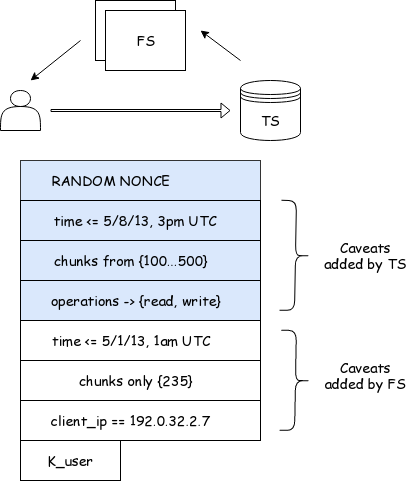 FS
TS
RANDOM NONCE
time <= 5/8/13, 3pm UTC
chunks from {100...500}
operations -> {read, write}
Caveats
added by TS
time <= 5/1/13, 1am UTC
chunks only {235}
client_ip == 192.0.32.2.7
Caveats
added by FS
K_user